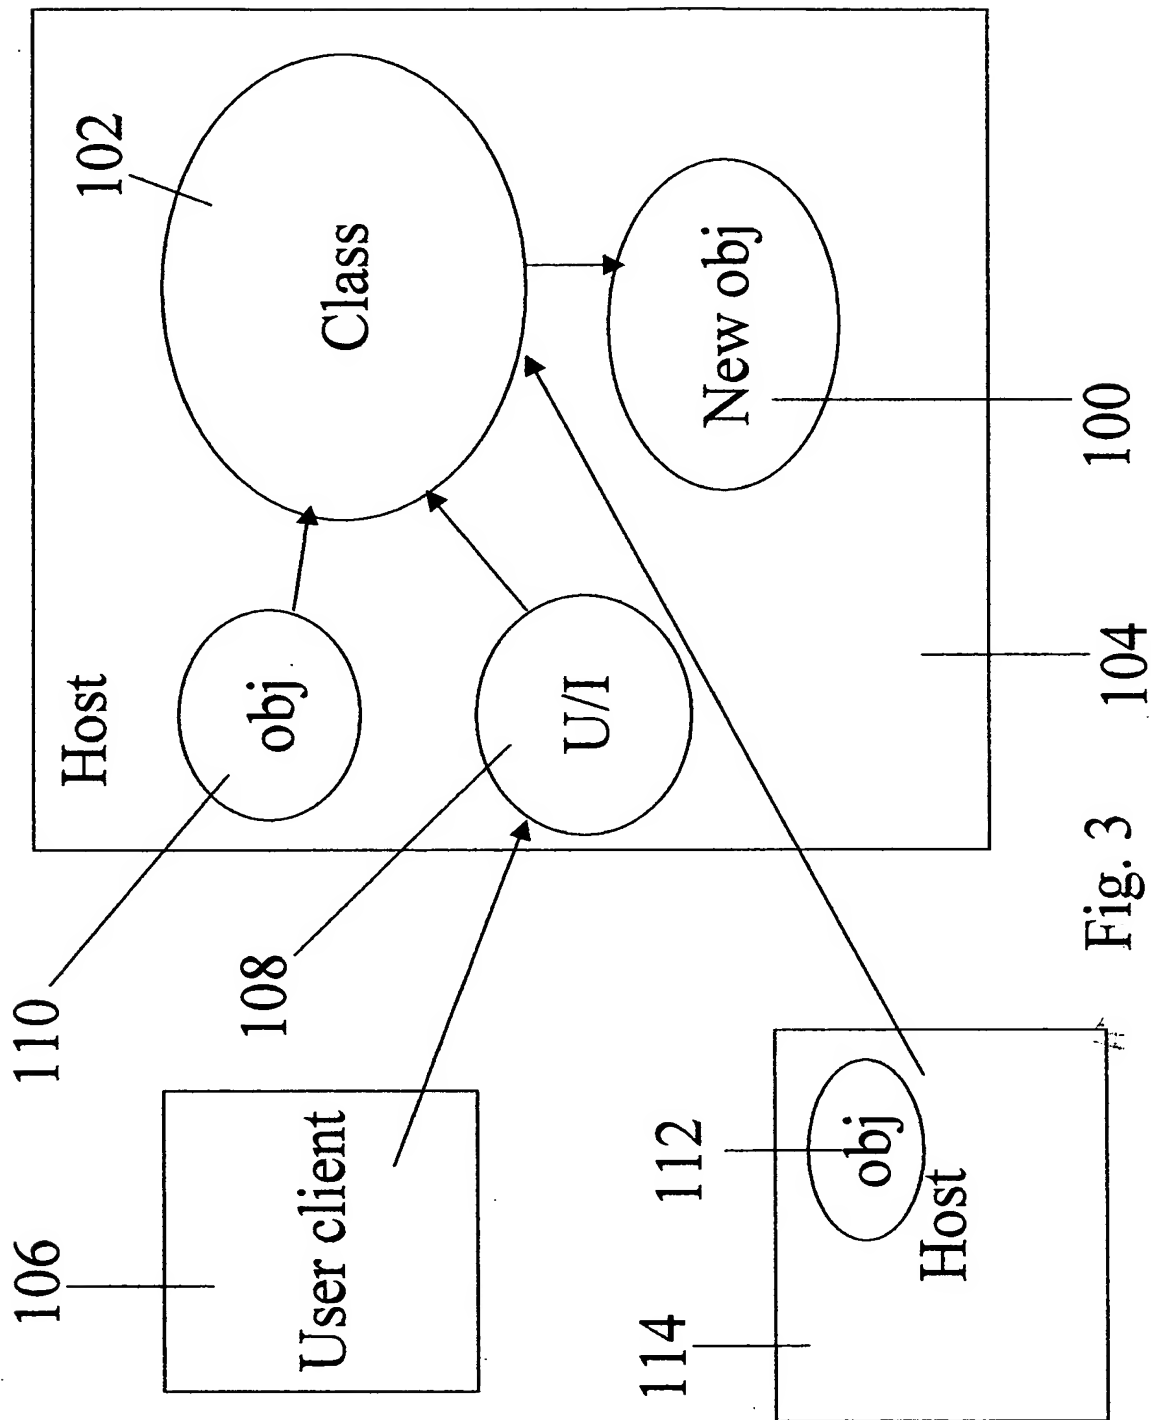 106
User client
110
Host
obj
102
Class
108
U/I
New obj
114
Host
112
obj
104
100
Fig. 3